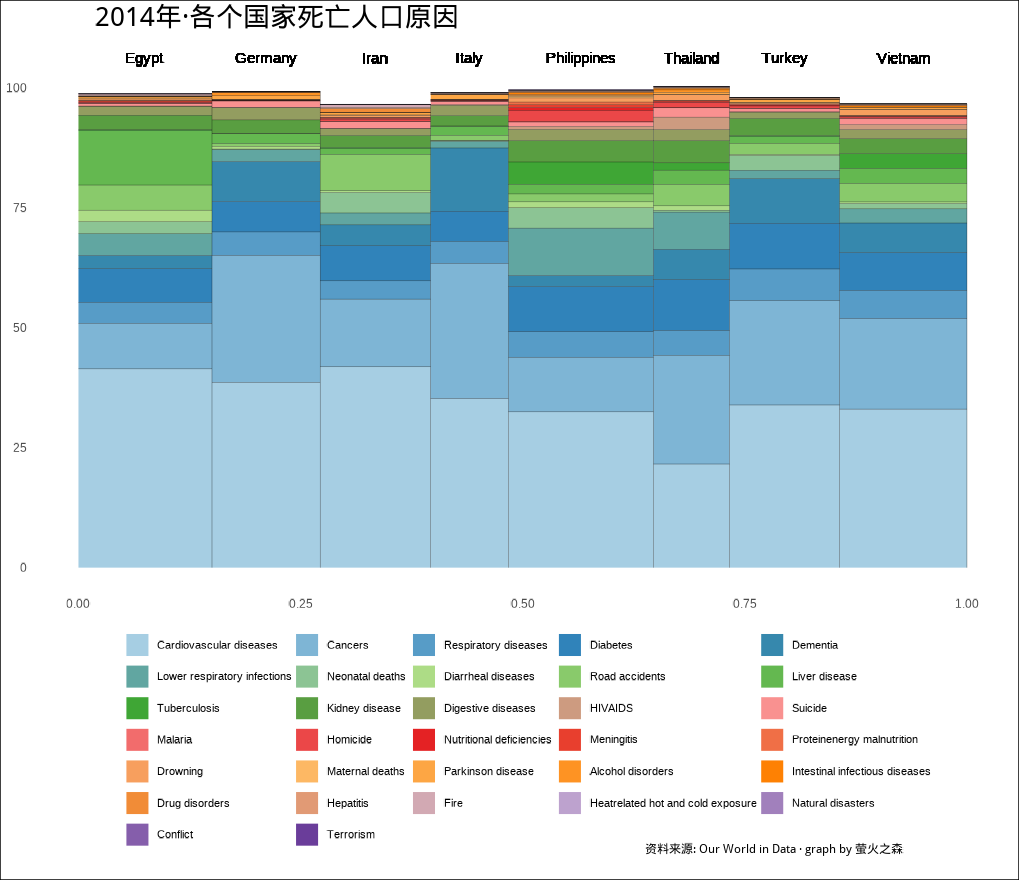 2014年·各个国家死亡人口原因
Egypt Germany Iran Italy Philippines Thailand Turkey Vietnam
100
75
50
25
0
0.00 0.25 0.50 0.75 1.00
Cardiovascular diseases Cancers Respiratory diseases Diabetes Dementia
Lower respiratory infections Neonatal deaths Diarrheal diseases Road accidents Liver disease
Tuberculosis Kidney disease Digestive diseases HIVAIDS Suicide
Malaria Homicide Nutritional deficiencies Meningitis Proteinenergy malnutrition
Drowning Maternal deaths Parkinson disease Alcohol disorders Intestinal infectious diseases
Drug disorders Hepatitis Fire Heatrelated hot and cold exposure Natural disasters
Conflict Terrorism
资料来源: Our World in Data · graph by 萤火之森